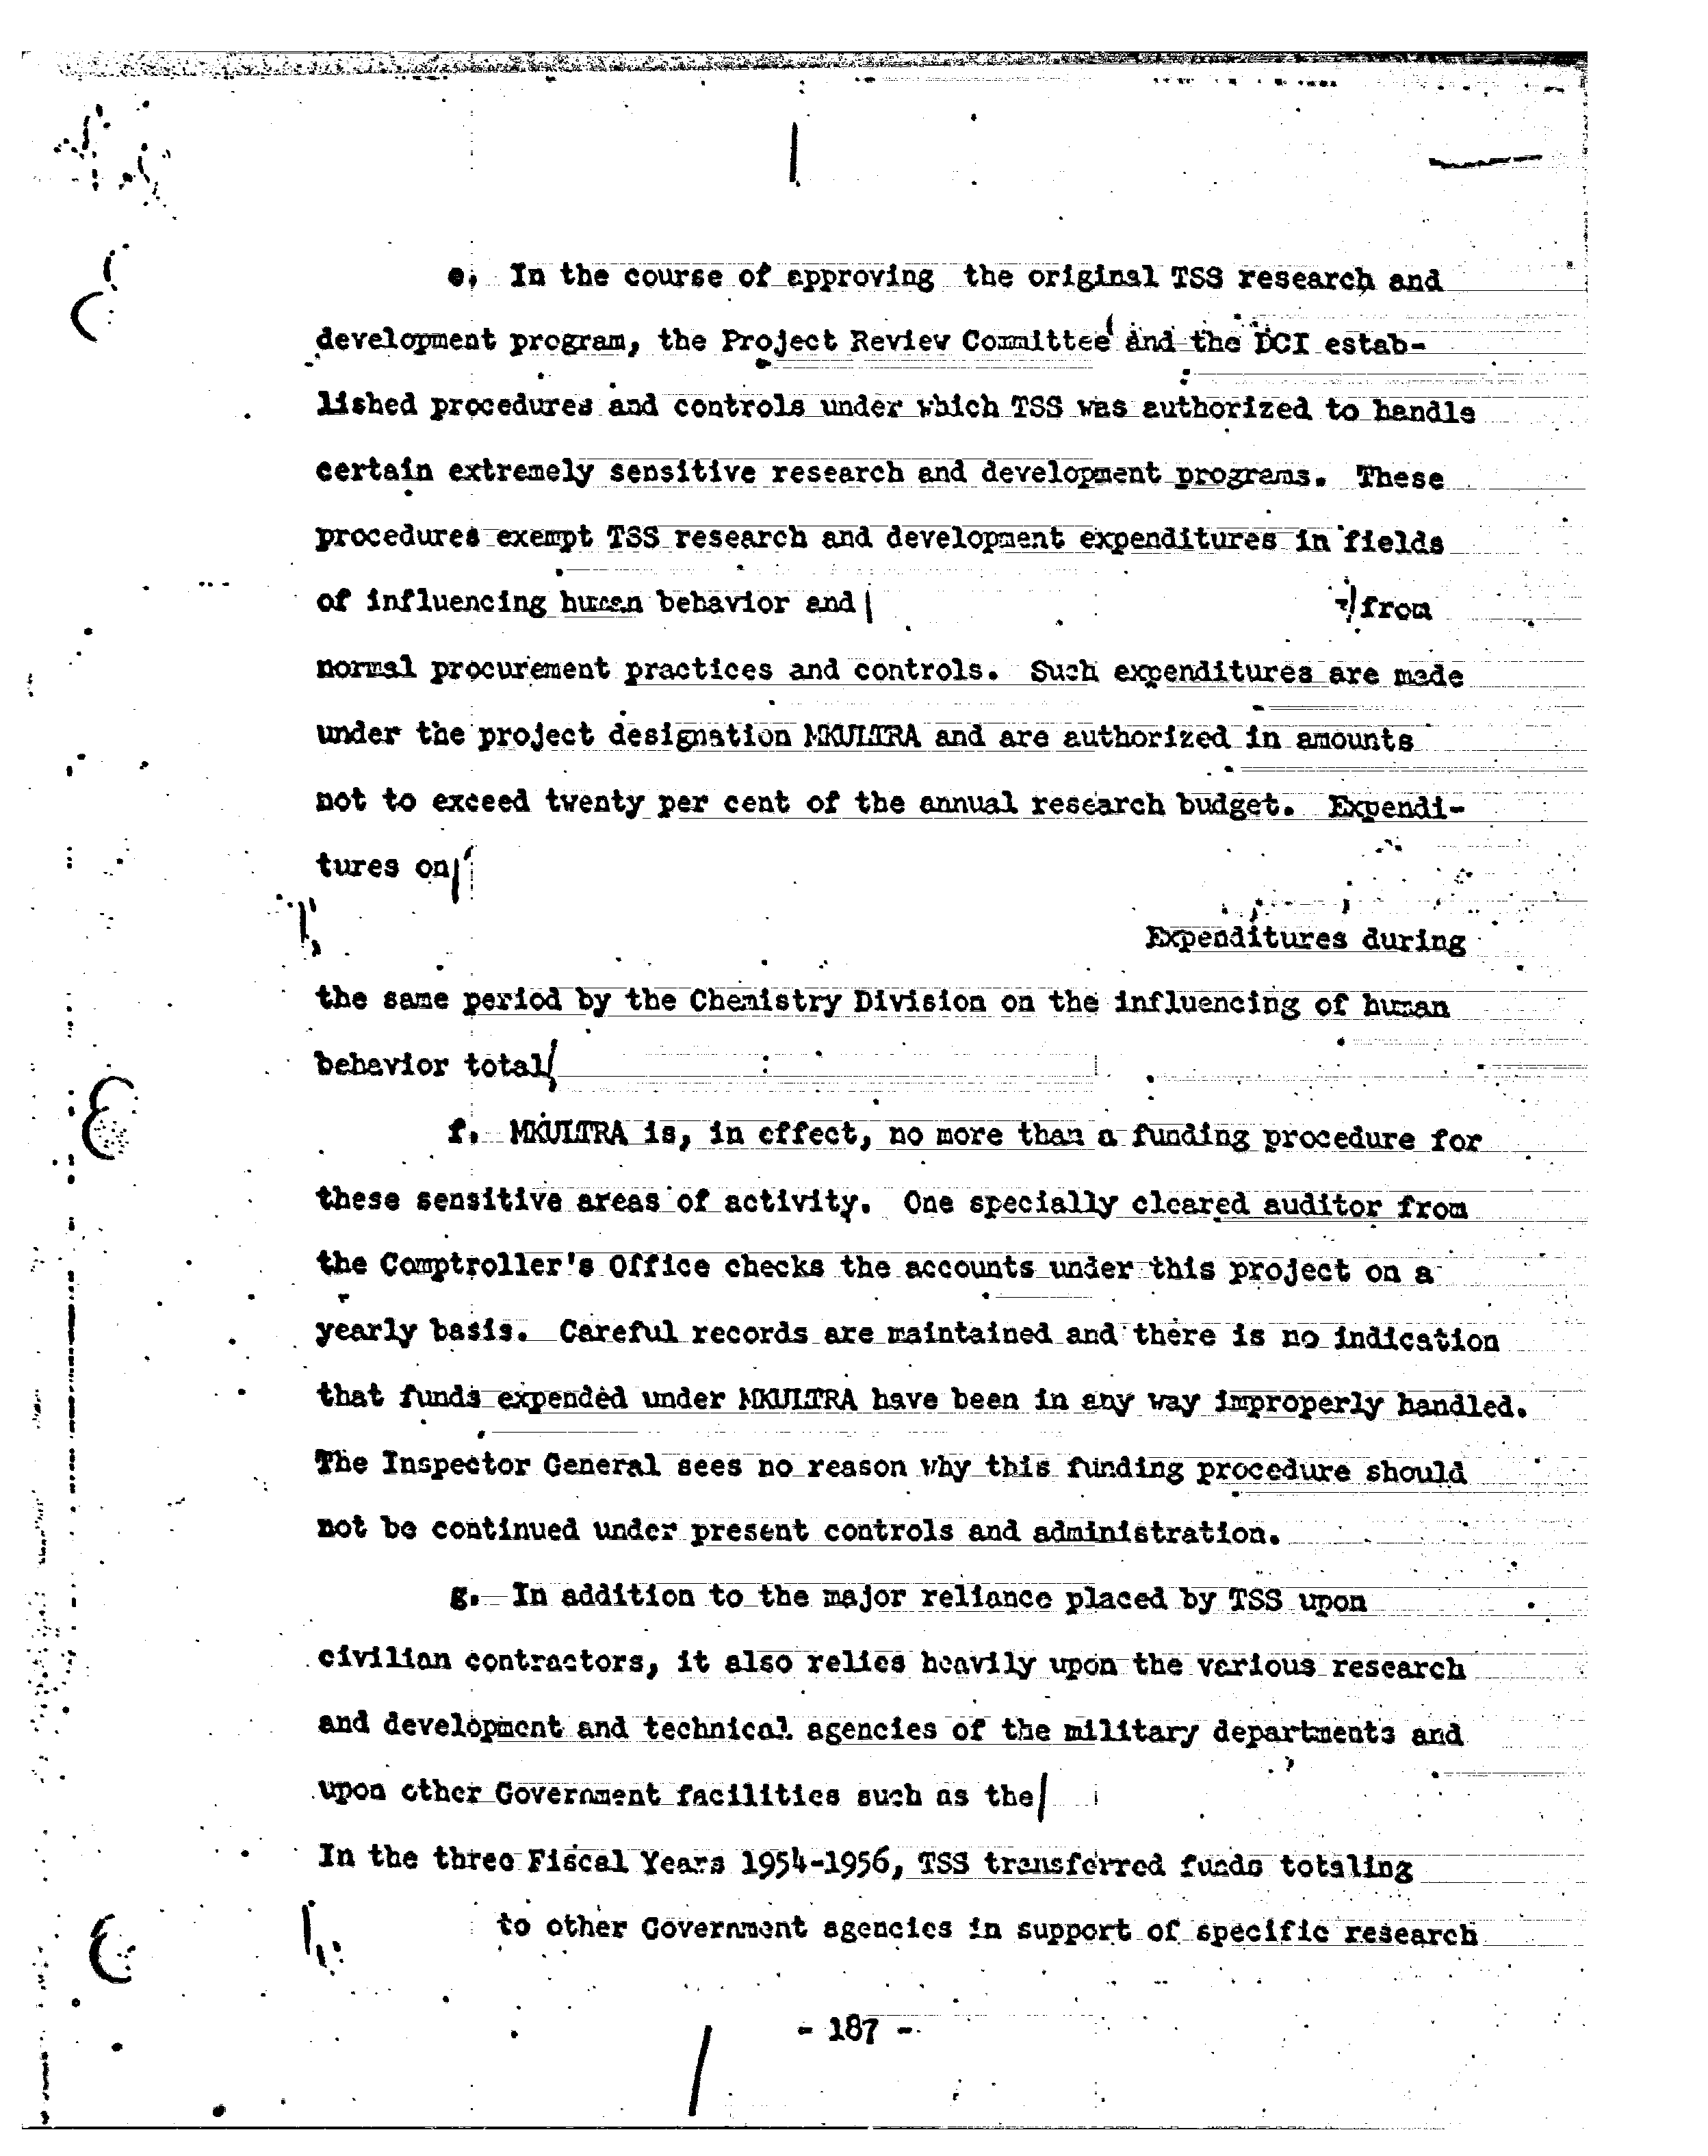 e. In the course of approving the original TSS research and
development program, the Project Review Committee and the DCI estab-
lished procedures and controls under which TSS was authorized to handle
certain extremely sensitive research and development programs. These
procedures exempt TSS research and development expenditures in fields
of influencing human behavior and from
normal procurement practices and controls. Such expenditures are made
under the project designation MKULTRA and are authorized in amounts
not to exceed twenty per cent of the annual research budget. Expendi-
tures on
Expenditures during
the same period by the Chemistry Division on the influencing of human
behavior total
f. MKULTRA is, in effect, no more than a funding procedure for
these sensitive areas of activity. One specially cleared auditor from
the Comptroller's Office checks the accounts under this project on a
yearly basis. Careful records are maintained and there is no indication
that funds expended under MKULTRA have been in any way improperly handled.
The Inspector General sees no reason why this funding procedure should
not be continued under present controls and administration.
g. In addition to the major reliance placed by TSS upon
civilian contractors, it also relies heavily upon the various research
and development and technical agencies of the military departments and
upon other Government facilities such as the
In the three Fiscal Years 1954-1956, TSS transferred funds totaling
to other Government agencies in support of specific research
- 187 -